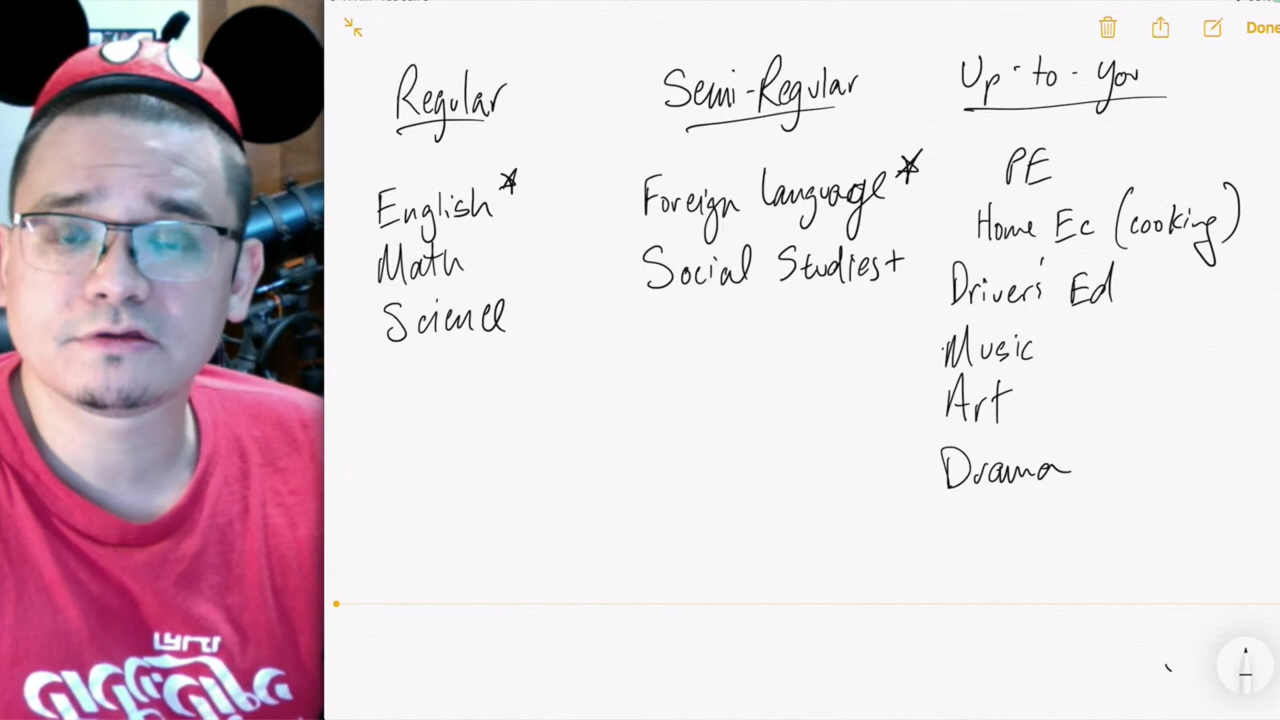 Done
Regular
English*
Math
Science
Semi-Regular
Foreign Language*
Social Studies+
Up-to-You
PE
Home Ec (cooking)
Driver's Ed
Music
Art
Drama